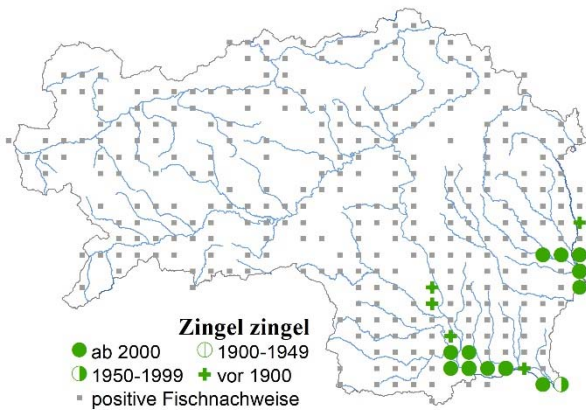 Zingel zingel
ab 2000 1900-1949
1950-1999 vor 1900
positive Fischnachweise